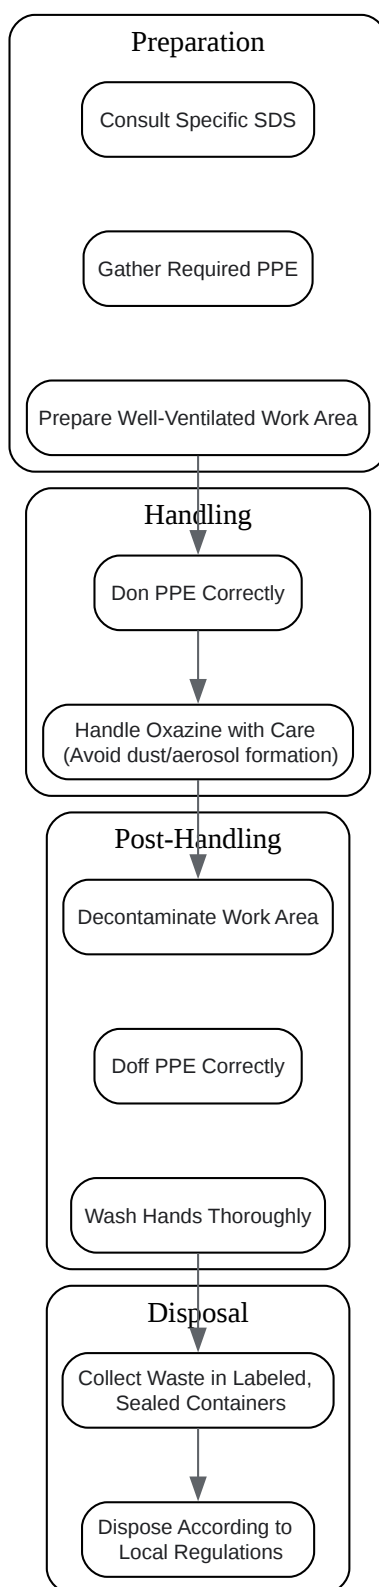 Preparation
Consult Specific SDS
Gather Required PPE
Prepare Well-Ventilated Work Area
Handling
Don PPE Correctly
Handle Oxazine with Care
(Avoid dust/aerosol formation)
Post-Handling
Decontaminate Work Area
Doff PPE Correctly
Wash Hands Thoroughly
Disposal
Collect Waste in Labeled,
Sealed Containers
Dispose According to
Local Regulations